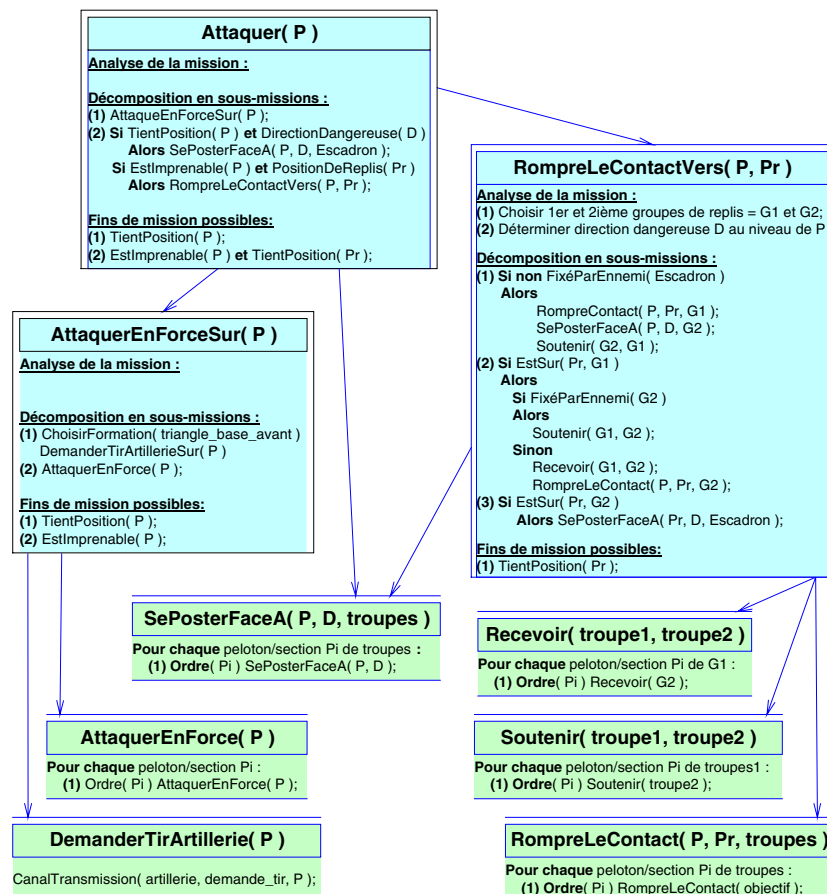 Attaquer( P )
Analyse de la mission :
Décomposition en sous-missions :
(1) AttaqueEnForceSur( P );
(2) Si TientPosition( P ) et DirectionDangereuse( D )
Alors SePosterFaceA( P, D, Escadron );
Si EstImprenable( P ) et PositionDeReplis( Pr )
Alors RompreLeContactVers( P, Pr );
Fins de mission possibles:
(1) TientPosition( P );
(2) EstImprenable( P ) et TientPosition( Pr );
RompreLeContactVers( P, Pr )
Analyse de la mission :
(1) Choisir 1er et 2ième groupes de replis = G1 et G2;
(2) Déterminer direction dangereuse D au niveau de P
Décomposition en sous-missions :
(1) Si non FixéParEnnemi( Escadron )
Alors
RompreContact( P, Pr, G1 );
SePosterFaceA( P, D, G2 );
Soutenir( G2, G1 );
(2) Si EstSur( Pr, G1 )
Alors
Si FixéParEnnemi( G2 )
Alors
Soutenir( G1, G2 );
Sinon
Recevoir( G1, G2 );
RompreLeContact( P, Pr, G2 );
(3) Si EstSur( Pr, G2 )
Alors SePosterFaceA( Pr, D, Escadron );
Fins de mission possibles:
(1) TientPosition( Pr );
AttaquerEnForceSur( P )
Analyse de la mission :
Décomposition en sous-missions :
(1) ChoisirFormation( triangle_base_avant )
DemanderTirArtillerieSur( P )
(2) AttaquerEnForce( P );
Fins de mission possibles:
(1) TientPosition( P );
(2) EstImprenable( P );
SePosterFaceA( P, D, troupes )
Pour chaque peloton/section Pi de troupes :
(1) Ordre( Pi ) SePosterFaceA( P, D );
Recevoir( troupe1, troupe2 )
Pour chaque peloton/section Pi de G1 :
(1) Ordre( Pi ) Recevoir( G2 );
AttaquerEnForce( P )
Pour chaque peloton/section Pi :
(1) Ordre( Pi ) AttaquerEnForce( P );
Soutenir( troupe1, troupe2 )
Pour chaque peloton/section Pi de troupes1 :
(1) Ordre( Pi ) Soutenir( troupe2 );
DemanderTirArtillerie( P )
CanalTransmission( artillerie, demande_tir, P );
RompreLeContact( P, Pr, troupes )
Pour chaque peloton/section Pi de troupes :
(1) Ordre( Pi ) RompreLeContact( objectif );